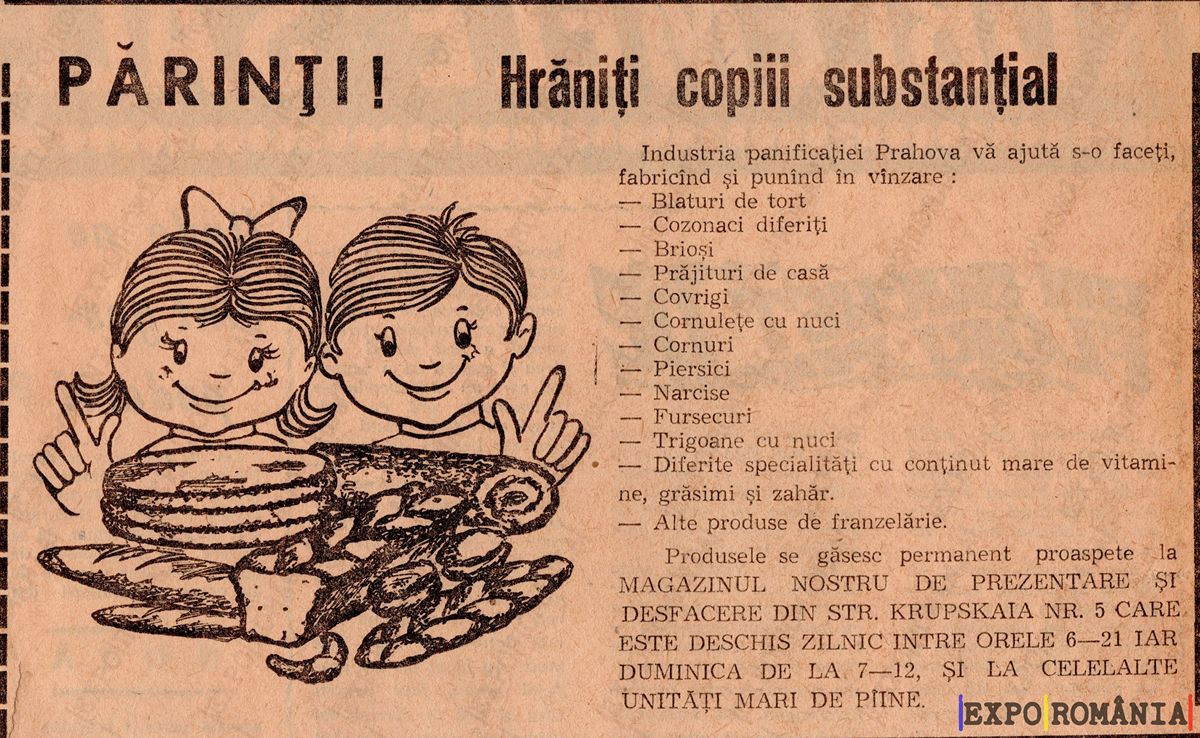 PĂRINŢI! Hrăniţi copiii substanţial
Industria panificaţiei Prahova vă ajută s-o faceţi,
fabricînd şi punînd în vînzare :
— Blaturi de tort
— Cozonaci diferiţi
— Brioşi
— Prăjituri de casă
— Covrigi
— Cornuleţe cu nuci
— Cornuri
— Piersici
— Narcise
— Fursecuri
— Trigoane cu nuci
— Diferite specialităţi cu conţinut mare de vitami-
ne, grăsimi şi zahăr.
— Alte produse de franzelărie.
Produsele se găsesc permanent proaspete la
MAGAZINUL NOSTRU DE PREZENTARE ŞI
DESFACERE DIN STR. KRUPSKAIA NR. 5 CARE
ESTE DESCHIS ZILNIC INTRE ORELE 6—21 IAR
DUMINICA DE LA 7—12, ŞI LA CELELALTE
UNITĂŢI MARI DE PÎINE.
EXPO ROMÂNIA